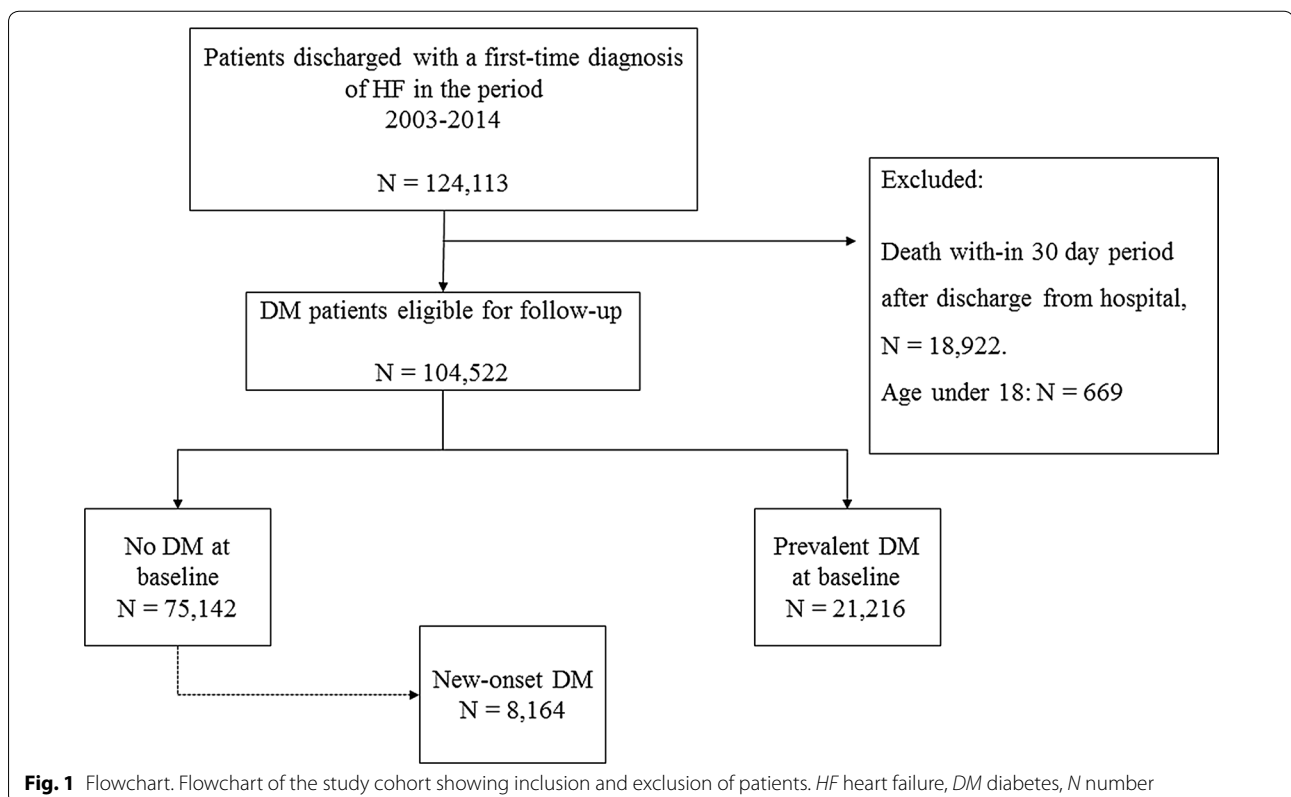 Patients discharged with a first-time diagnosis
of HF in the period
2003-2014
N = 124,113
Excluded:
Death with-in 30 day period
after discharge from hospital,
N = 18,922.
Age under 18: N = 669
DM patients eligible for follow-up
N = 104,522
No DM at
baseline
N = 75,142
Prevalent DM
at baseline
N = 21,216
New-onset DM
N = 8,164
Fig. 1 Flowchart. Flowchart of the study cohort showing inclusion and exclusion of patients. HF heart failure, DM diabetes, N number